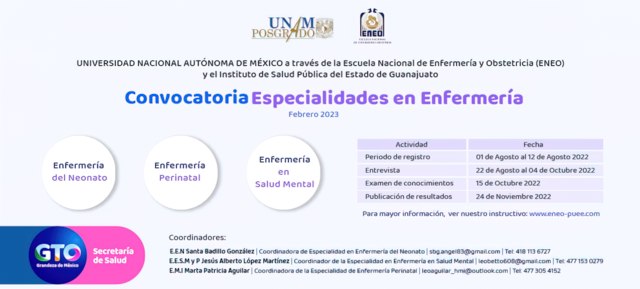 UNAM
POSGRADO
ENEO
UNIVERSIDAD NACIONAL AUTÓNOMA DE MÉXICO a través de la Escuela Nacional de Enfermería y Obstetricia (ENEO)
y el Instituto de Salud Pública del Estado de Guanajuato
Convocatoria Especialidades en Enfermería
Febrero 2023
Enfermería
del Neonato
Enfermería
Perinatal
Enfermería
en
Salud Mental
Actividad Fecha
Periodo de registro 01 de Agosto al 12 de Agosto 2022
Entrevista 22 de Agosto al 04 de Octubre 2022
Examen de conocimientos 15 de Octubre 2022
Publicación de resultados 24 de Noviembre 2022
Para mayor información, ver nuestro instructivo: www.eneo-puee.com
GTO
Grandeza de México
Secretaría
de Salud
Coordinadores:
E.E.N Santa Badillo González | Coordinadora de Especialidad en Enfermería del Neonato | sbg.angel83@gmail.com | Tel: 418 113 6727
E.E.S.M y P Jesús Alberto López Martínez | Coordinador de la Especialidad en Enfermería en Salud Mental | leobetto608@gmail.com | Tel: 477 153 0279
E.M.I Marta Patricia Aguilar | Coordinadora de la Especialidad de Enfermería Perinatal | leoaguilar_hmi@outlook.com | Tel: 477 305 4152